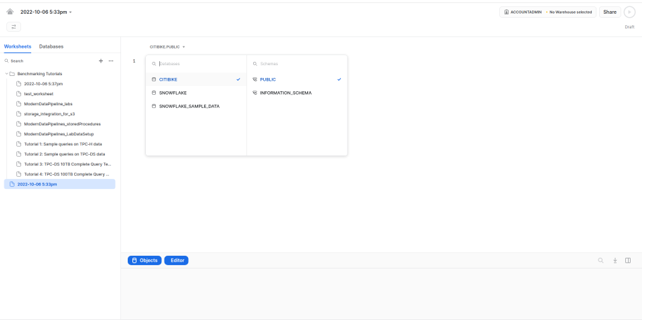 2022-10-06 5:33pm
ACCOUNTADMIN
No Warehouse selected
Share
Draft
Worksheets
Databases
Search
Benchmarking Tutorials
2022-10-06 5:27pm
test_worksheet
ModernDataPipeline_labs
storage_integration_for_s3
ModernDataPipelines_storedProcedures
ModernDataPipelines_LabDataSetup
Tutorial 1: Sample queries on TPC-H data
Tutorial 2: Sample queries on TPC-DS data
Tutorial 3: TPC-DS 10TB Complete Query Te...
Tutorial 4: TPC-DS 100TB Complete Query ...
2022-10-06 5:33pm
CITIBIKE.PUBLIC
1
Databases
Schemas
CITIBIKE
SNOWFLAKE
SNOWFLAKE_SAMPLE_DATA
PUBLIC
INFORMATION_SCHEMA
Objects
Editor